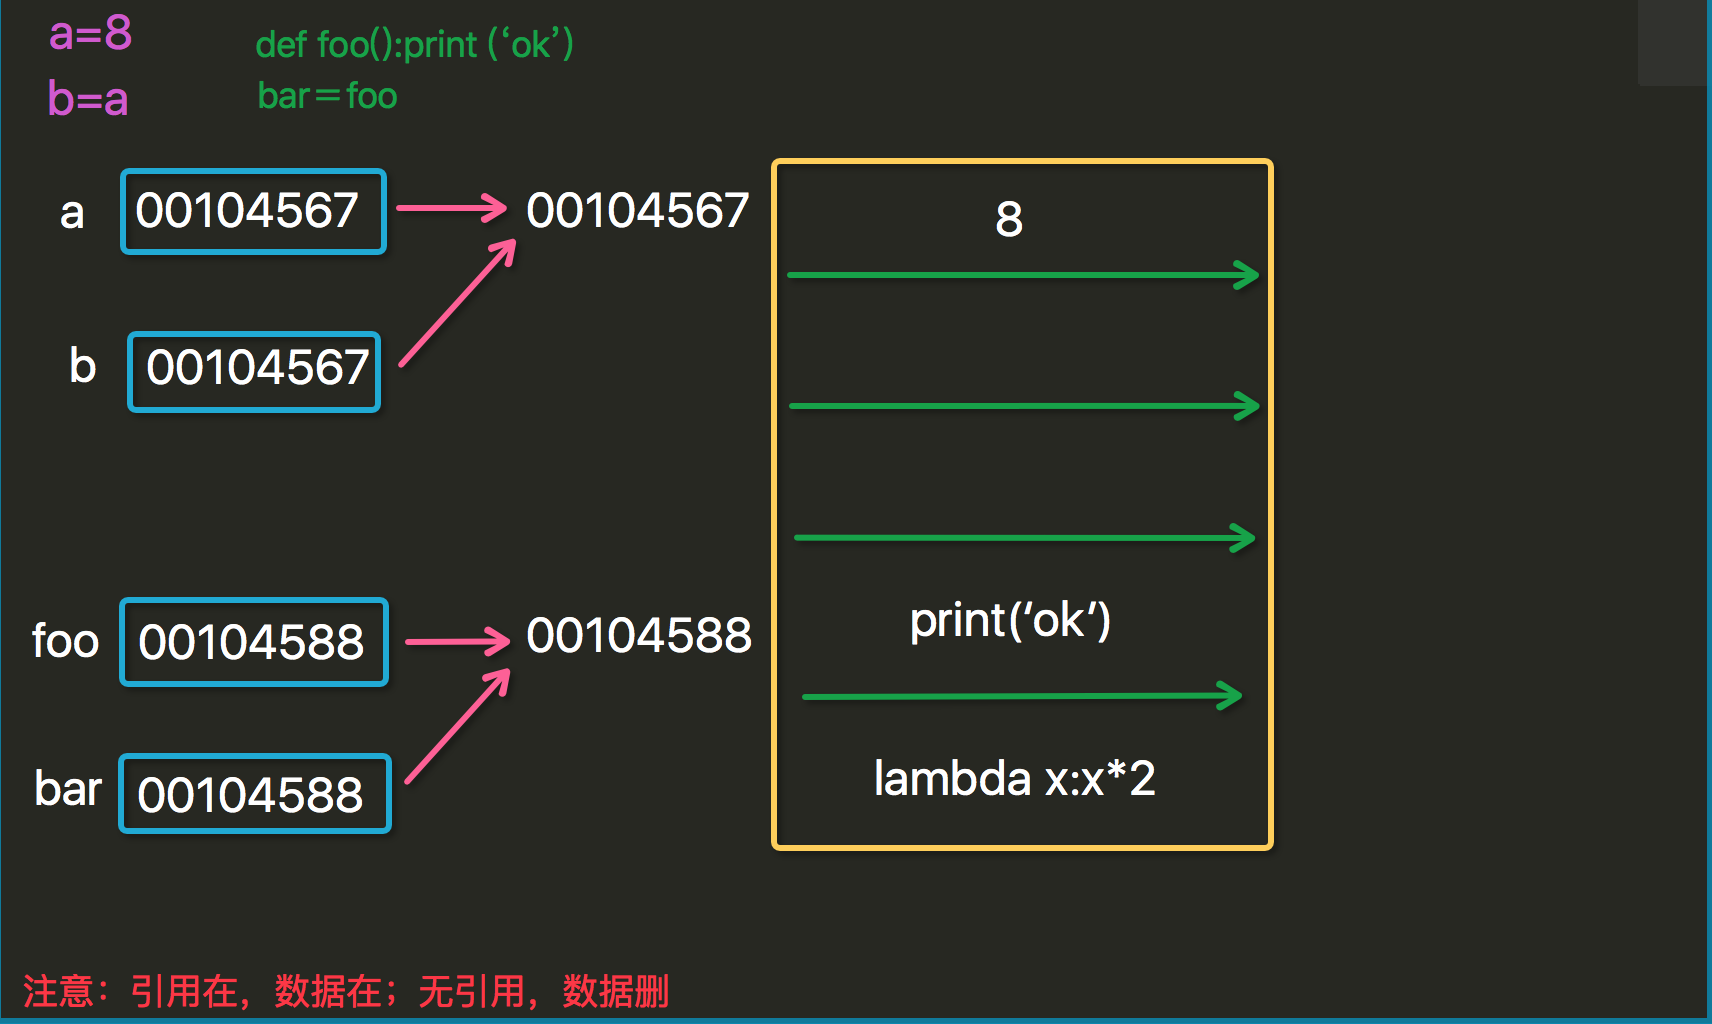 a=8
def foo():print (‘ok’)
b=a
bar=foo
a 00104567 00104567 8
b 00104567
foo 00104588 00104588 print(‘ok‘)
bar 00104588 lambda x:x*2
注意：引用在，数据在；无引用，数据删